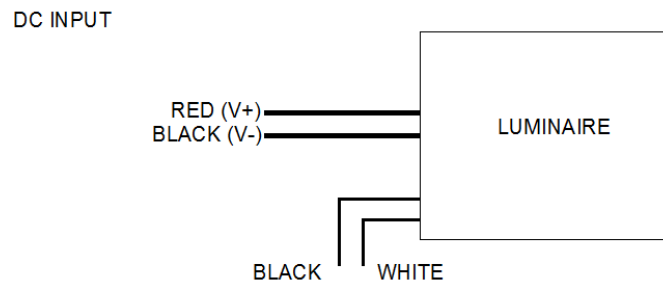 DC INPUT
RED (V+)
BLACK (V-)
LUMINAIRE
BLACK WHITE